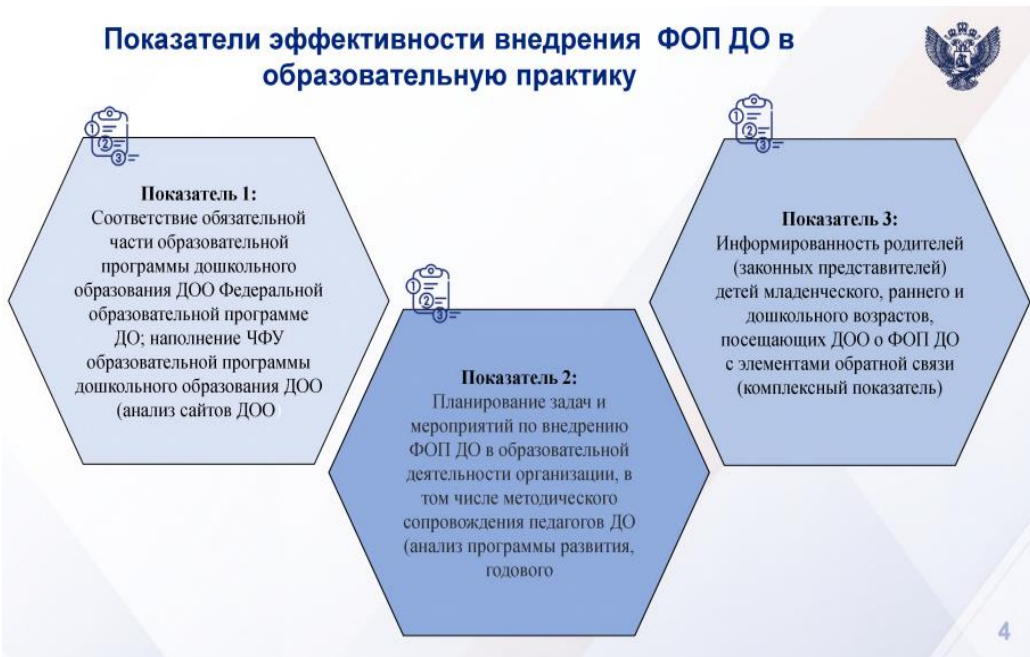 Показатели эффективности внедрения ФОП ДО в
образовательную практику
Показатель 1:
Соответствие обязательной
части образовательной
программы дошкольного
образования ДОО Федеральной
образовательной программе
ДО; наполнение ЧФУ
образовательной программы
дошкольного образования ДОО
(анализ сайтов ДОО
Показатель 2:
Планирование задач и
мероприятий по внедрению
ФОП ДО в образовательной
деятельности организации, в
том числе методического
сопровождения педагогов ДО
(анализ программы развития,
годового
Показатель 3:
Информированность родителей
(законных представителей)
детей младенческого, раннего и
дошкольного возрастов,
посещающих ДОО о ФОП ДО
с элементами обратной связи
(комплексный показатель)
4